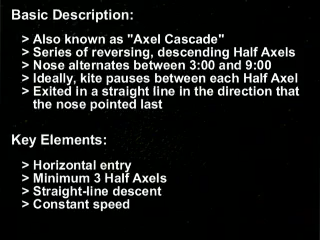 Basic Description:
> Also known as "Axel Cascade"
> Series of reversing, descending Half Axels
> Nose alternates between 3:00 and 9:00
> Ideally, kite pauses between each Half Axel
> Exited in a straight line in the direction that
the nose pointed last
Key Elements:
> Horizontal entry
> Minimum 3 Half Axels
> Straight-line descent
> Constant speed